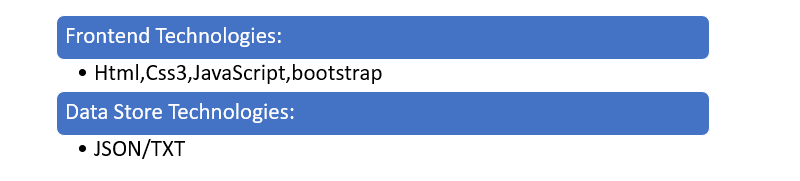 Frontend Technologies:
• Html,Css3,JavaScript,bootstrap
Data Store Technologies:
• JSON/TXT